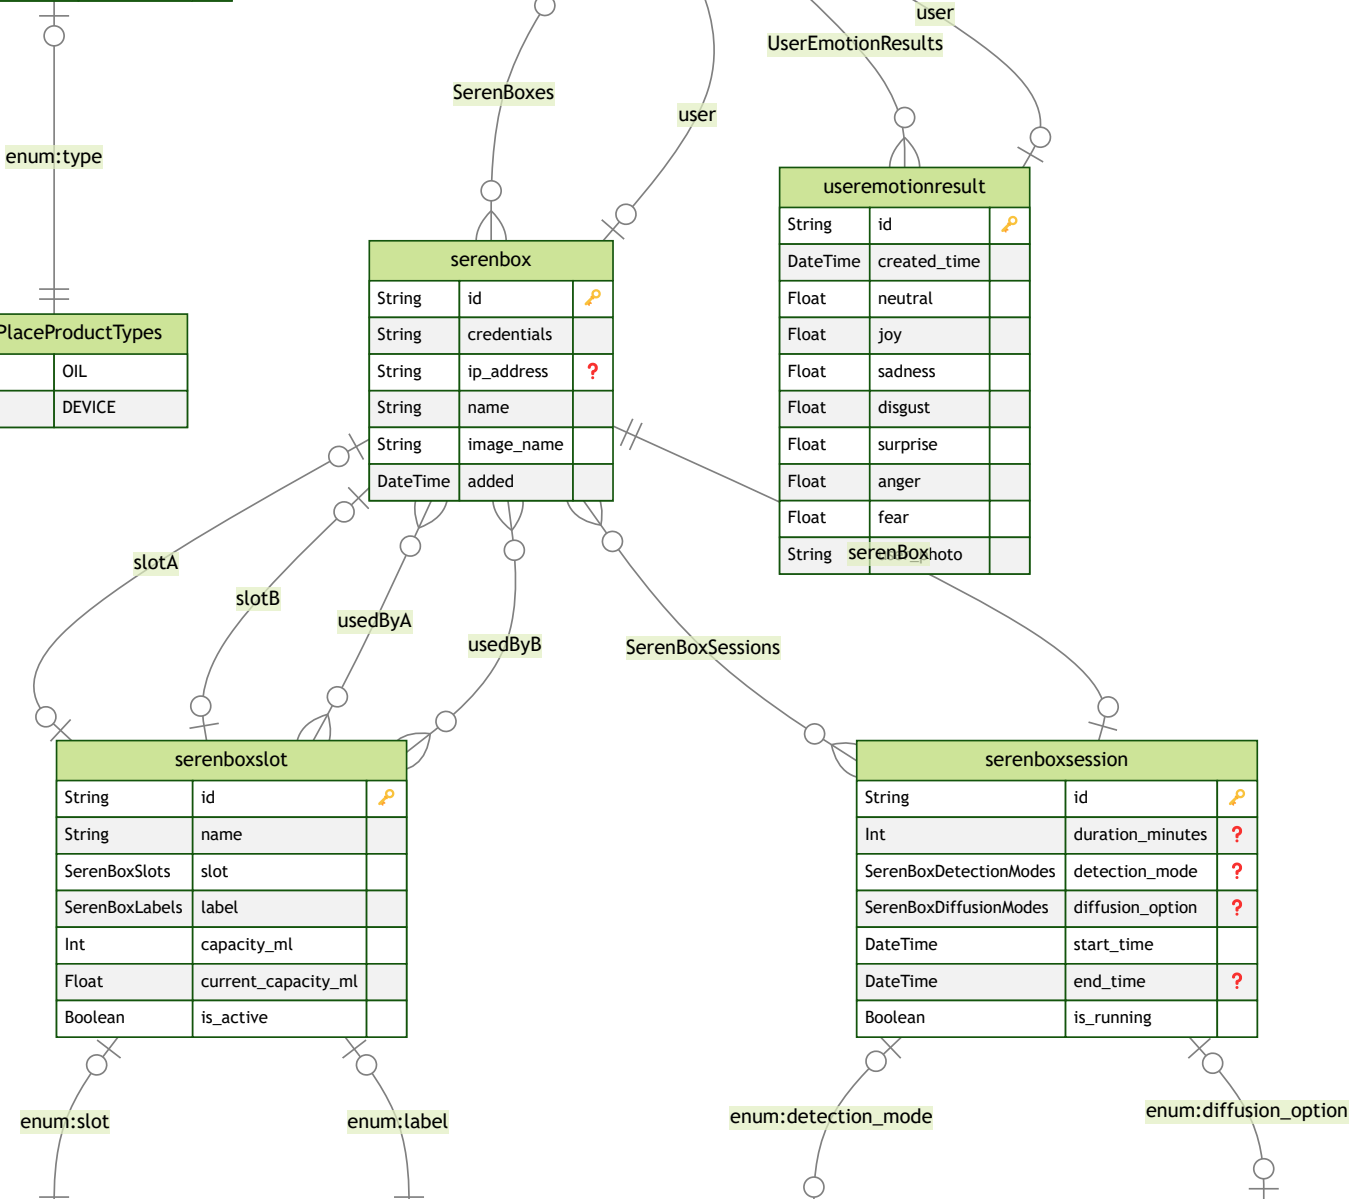 user
UserEmotionResults
SerenBoxes
user
enum:type
useremotionresult
String id
DateTime created_time
Float neutral
Float joy
Float sadness
Float disgust
Float surprise
Float anger
Float fear
String photo
serenBox
serenbox
String id
String credentials
String ip_address ?
String name
String image_name
DateTime added
PlaceProductTypes
OIL
DEVICE
slotA
slotB
usedByA
usedByB
SerenBoxSessions
serenboxslot
String id
String name
SerenBoxSlots slot
SerenBoxLabels label
Int capacity_ml
Float current_capacity_ml
Boolean is_active
serenboxsession
String id
Int duration_minutes ?
SerenBoxDetectionModes detection_mode ?
SerenBoxDiffusionModes diffusion_option ?
DateTime start_time
DateTime end_time ?
Boolean is_running
enum:slot
enum:label
enum:detection_mode
enum:diffusion_option